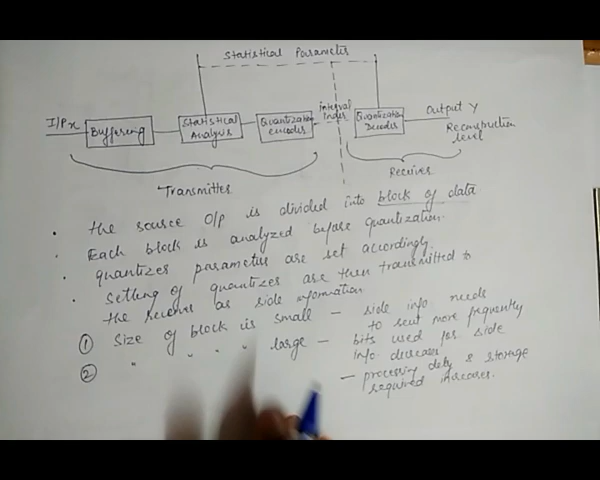 Statistical Parameter
I/P x
Buffering
Statistical Analysis
Quantization encoder
interval Index
Quantization Decoder
Output Y
Reconstruction level
Transmitter
Receiver
• the source O/p is divided into block of data
• Each block is analyzed before quantization.
• quantizer parameter are set accordingly.
• Setting of quantizer are then transmitted to
the receiver as side information
① Size of block is small – side info needs
to sent more frequently
② " " " " large – bits used for side
info decreases
– processing delay & storage
required increases.